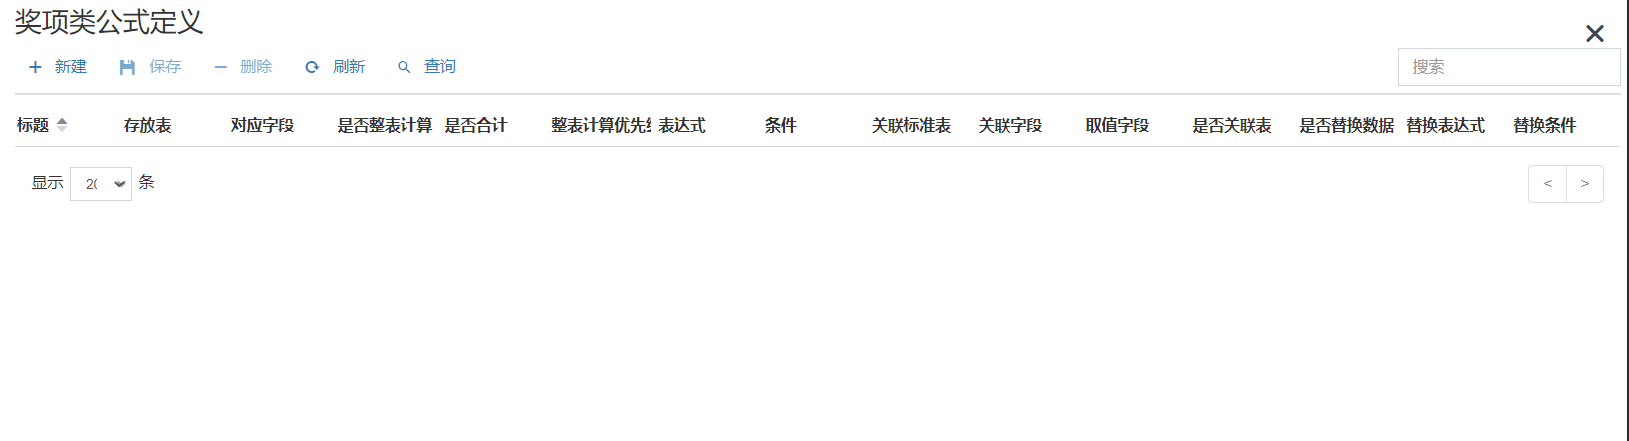 奖项类公式定义
新建 保存 删除 刷新 查询 搜索
标题 存放表 对应字段 是否整表计算 是否合计 整表计算优先 表达式 条件 关联标准表 关联字段 取值字段 是否关联表 是否替换数据 替换表达式 替换条件
显示 20 条 < >